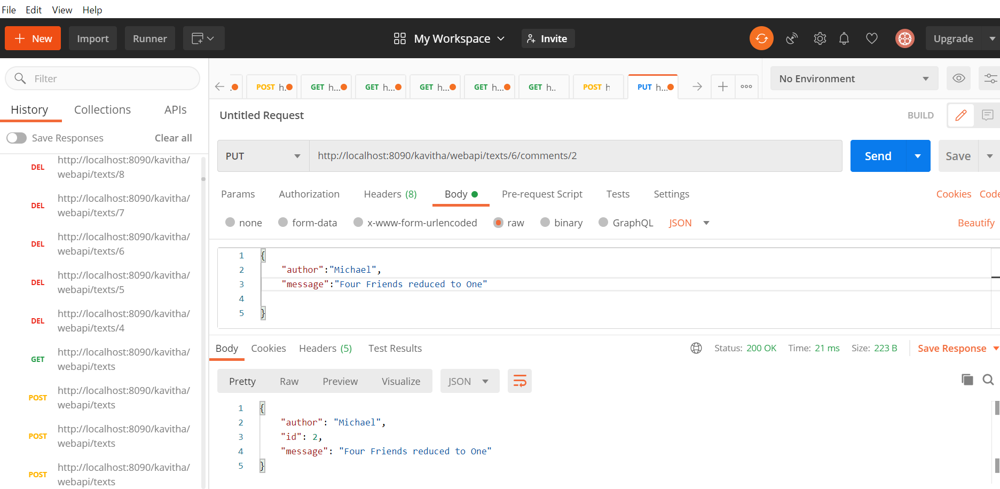 File Edit View Help
New Import Runner My Workspace Invite Upgrade
Filter
.. POST h. GET h... GET h... GET h... GET h... GET h.. POST h PUT h... No Environment
History Collections APIs
Untitled Request BUILD
Save Responses Clear all
DEL http://localhost:8090/kavitha/
webapi/texts/8
DEL http://localhost:8090/kavitha/
webapi/texts/7
DEL http://localhost:8090/kavitha/
webapi/texts/6
DEL http://localhost:8090/kavitha/
webapi/texts/5
DEL http://localhost:8090/kavitha/
webapi/texts/4
GET http://localhost:8090/kavitha/
webapi/texts
POST http://localhost:8090/kavitha/
webapi/texts
POST http://localhost:8090/kavitha/
webapi/texts
POST http://localhost:8090/kavitha/
webapi/texts
PUT http://localhost:8090/kavitha/webapi/texts/6/comments/2 Send Save
Params Authorization Headers (8) Body Pre-request Script Tests Settings Cookies Code
none form-data x-www-form-urlencoded raw binary GraphQL JSON Beautify
1 {
2 "author":"Michael",
3 "message":"Four Friends reduced to One"
4
5 }
Body Cookies Headers (5) Test Results Status: 200 OK Time: 21 ms Size: 223 B Save Response
Pretty Raw Preview Visualize JSON
1 {
2 "author": "Michael",
3 "id": 2,
4 "message": "Four Friends reduced to One"
5 }